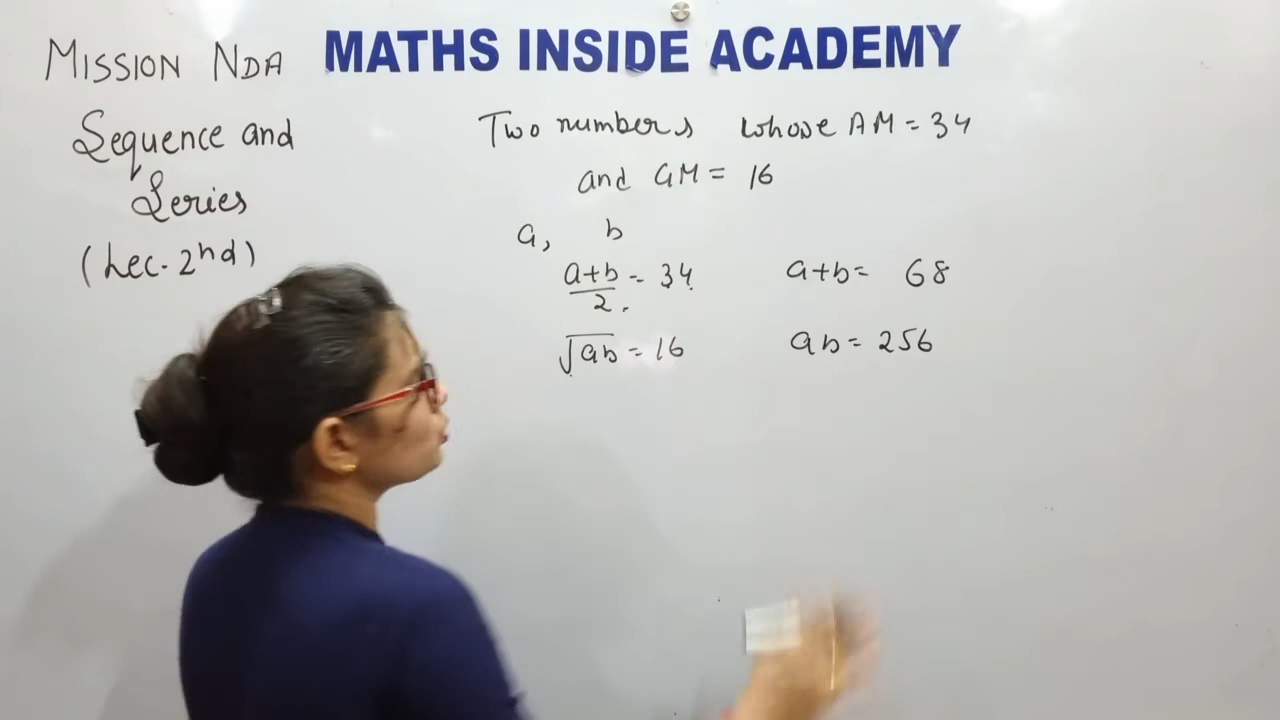 MISSION NDA
MATHS INSIDE ACADEMY
Sequence and
Series
(Lec. 2nd)
Two numbers whose AM = 34
and GM = 16
a, b
a+b/2 = 34
a+b = 68
√ab = 16
ab = 256